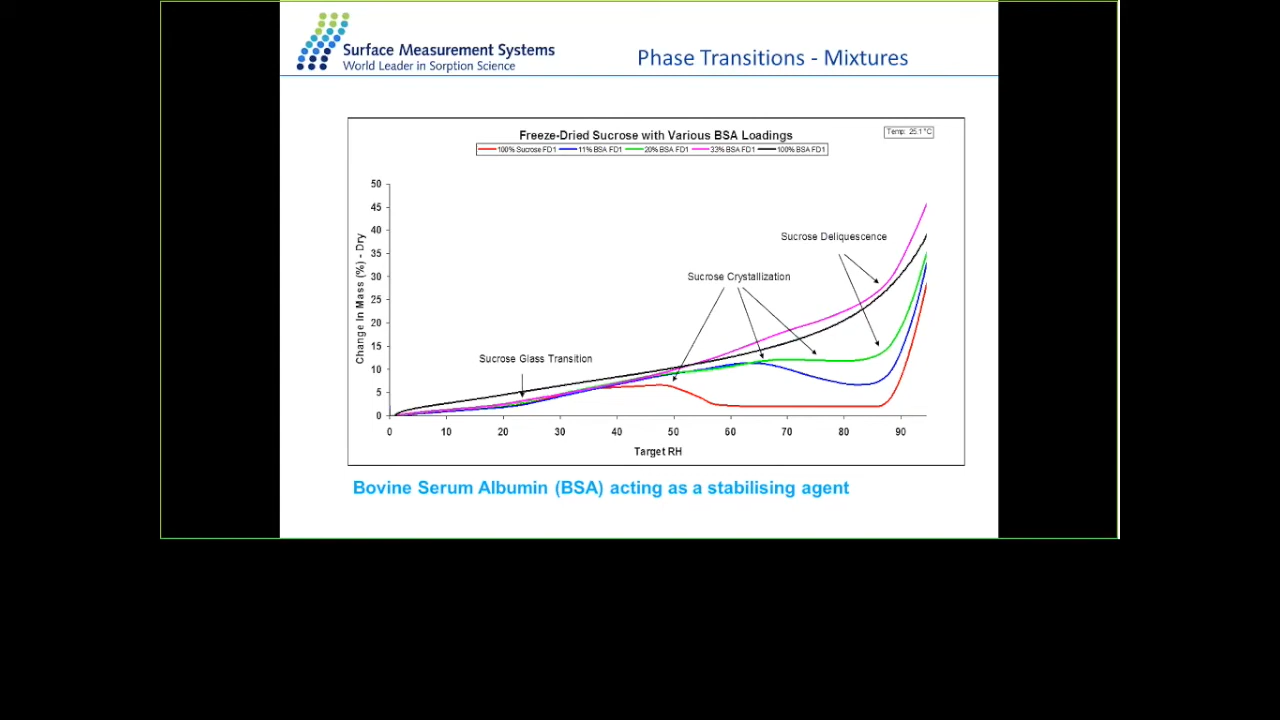 Surface Measurement Systems
World Leader in Sorption Science
Phase Transitions - Mixtures
Freeze-Dried Sucrose with Various BSA Loadings
Temp: 25.1 °C
100% Sucrose FD1 11% BSA FD1 20% BSA FD1 33% BSA FD1 100% BSA FD1
Change In Mass (%) - Dry
50
45
40
35
30
25
20
15
10
5
0
Sucrose Deliquescence
Sucrose Crystallization
Sucrose Glass Transition
0 10 20 30 40 50 60 70 80 90
Target RH
Bovine Serum Albumin (BSA) acting as a stabilising agent